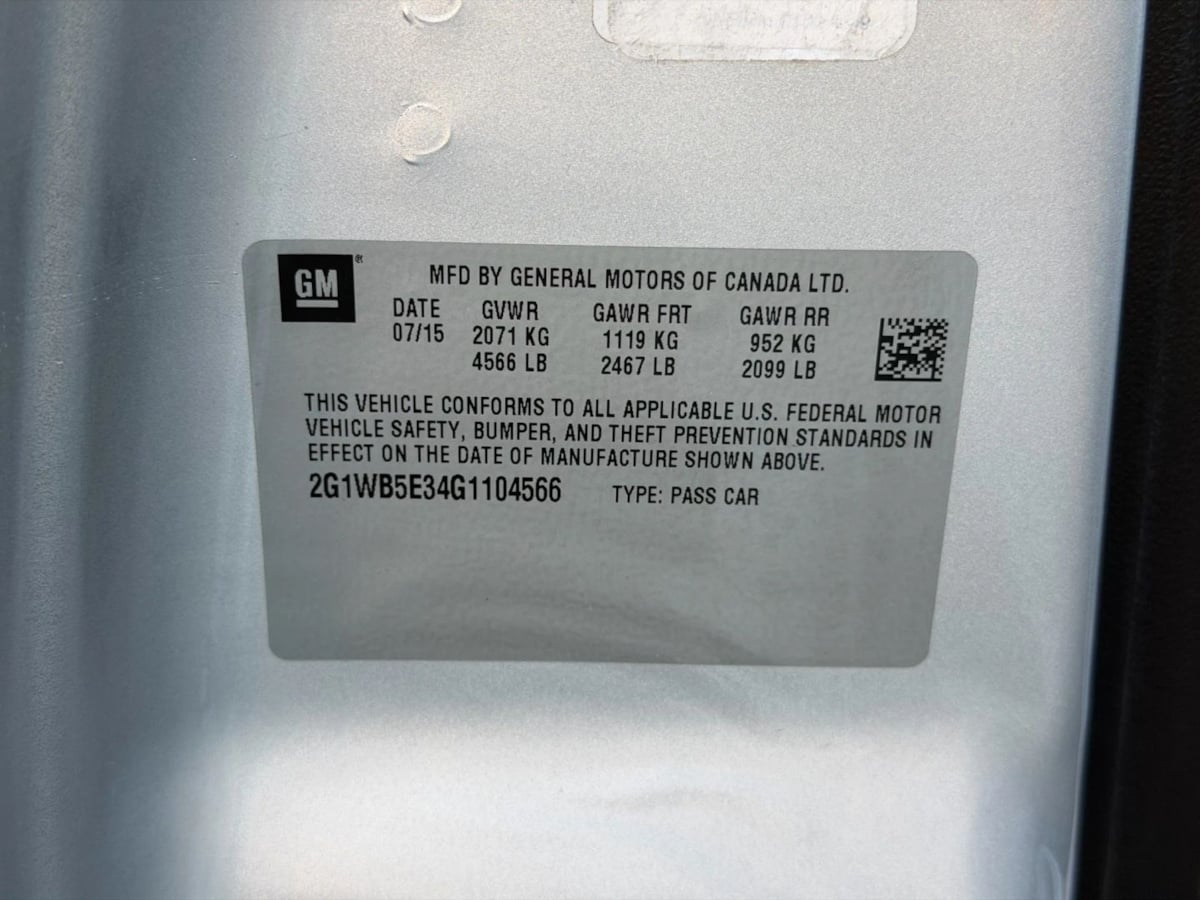 GM ®
MFD BY GENERAL MOTORS OF CANADA LTD.
DATE GVWR GAWR FRT GAWR RR
07/15 2071 KG 1119 KG 952 KG
4566 LB 2467 LB 2099 LB
THIS VEHICLE CONFORMS TO ALL APPLICABLE U.S. FEDERAL MOTOR
VEHICLE SAFETY, BUMPER, AND THEFT PREVENTION STANDARDS IN
EFFECT ON THE DATE OF MANUFACTURE SHOWN ABOVE.
2G1WB5E34G1104566 TYPE: PASS CAR